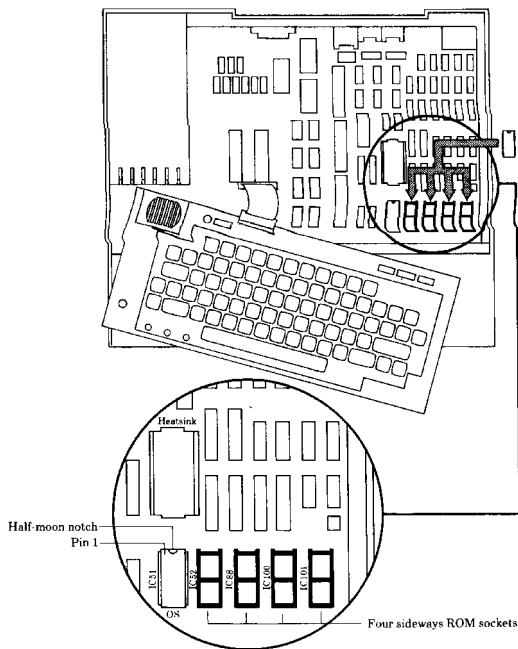 Heatsink
Half-moon notch
Pin 1
IC51
IC52
IC88
IC100
IC101
OS
Four sideways ROM sockets